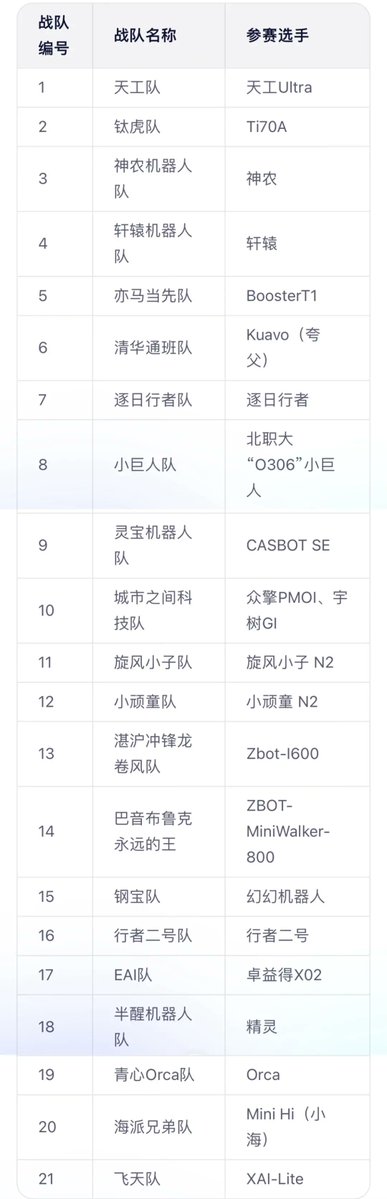 战队 战队名称 参赛选手
编号
1 天工队 天工Ultra
2 钛虎队 Ti70A
神农机器人
3 神农
队
轩辕机器人
4 轩辕
队
5 亦马当先队 BoosterT1
Kuavo（夸
6 清华通班队
父）
7 逐日行者队 逐日行者
北职大
8 小巨人队 “O306”小巨
人
灵宝机器人
9 CASBOT SE
队
城市之间科 众擎PMOI、宇
10
技队 树GI
11 旋风小子队 旋风小子 N2
12 小顽童队 小顽童 N2
湛沪冲锋龙
13 Zbot-I600
卷风队
ZBOT-
巴音布鲁克
14 MiniWalker-
永远的王
800
15 钢宝队 幻幻机器人
16 行者二号队 行者二号
17 EAI队 卓益得X02
半醒机器人
18 精灵
队
19 青心Orca队 Orca
Mini Hi（小
20 海派兄弟队
海）
21 飞天队 XAI-Lite